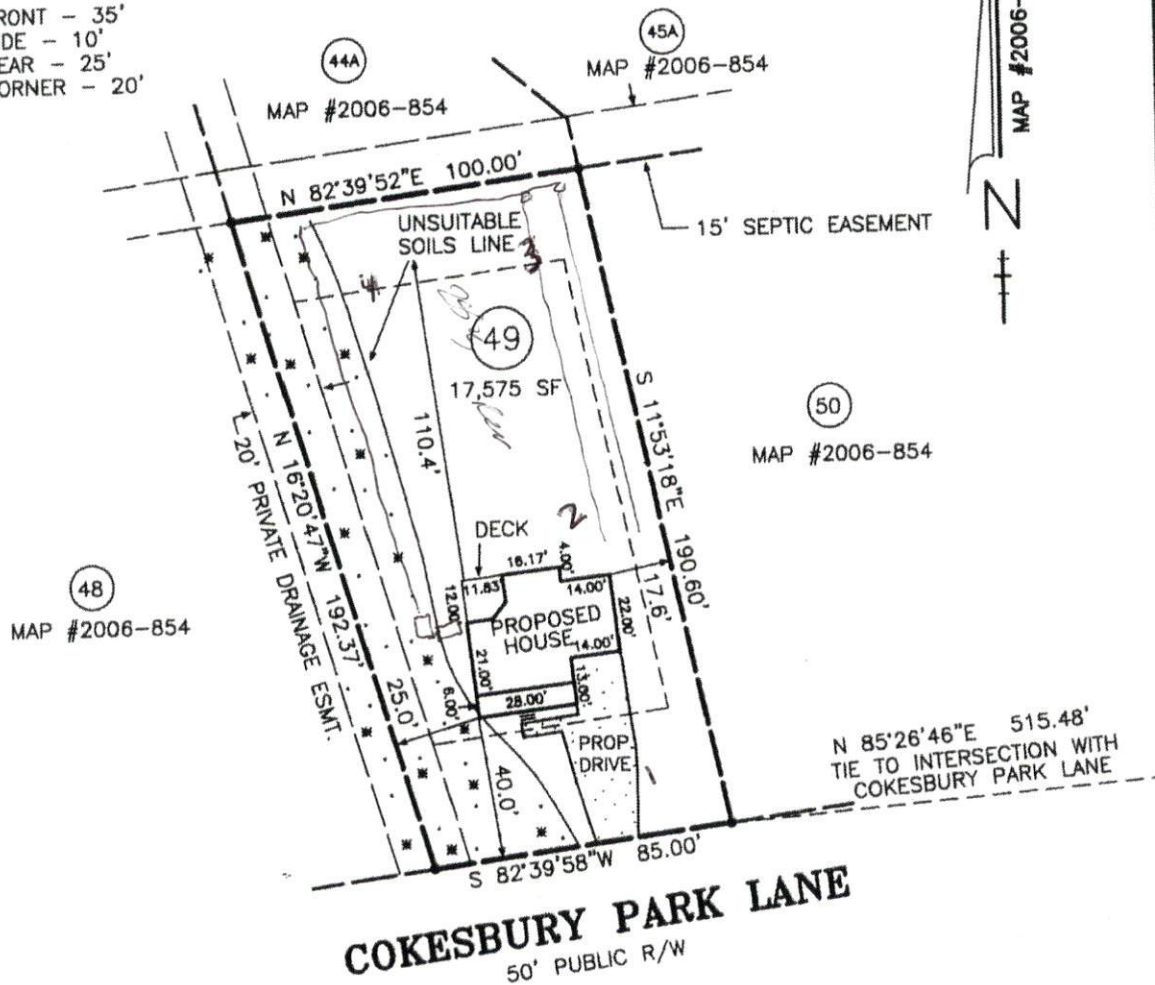 RONT - 35'
DE - 10'
EAR - 25'
ORNER - 20'
44A
MAP #2006-854
45A
MAP #2006-854
MAP #2006-
N
N 82°39'52"E 100.00'
UNSUITABLE
SOILS LINE
15' SEPTIC EASEMENT
3
4
49
17,575 SF
110.4'
S 11°53'18"E 190.60'
50
MAP #2006-854
N 16°20'47"W 192.37'
20' PRIVATE DRAINAGE ESMT.
48
MAP #2006-854
2
DECK
16.17'
4.00'
11.83'
14.00'
12.00'
PROPOSED
HOUSE
22.00'
17.6'
14.00'
21.00'
13.00'
6.00'
28.00'
25.0'
PROP.
DRIVE
40.0'
N 85°26'46"E 515.48'
TIE TO INTERSECTION WITH
COKESBURY PARK LANE
S 82°39'58"W 85.00'
COKESBURY PARK LANE
50' PUBLIC R/W